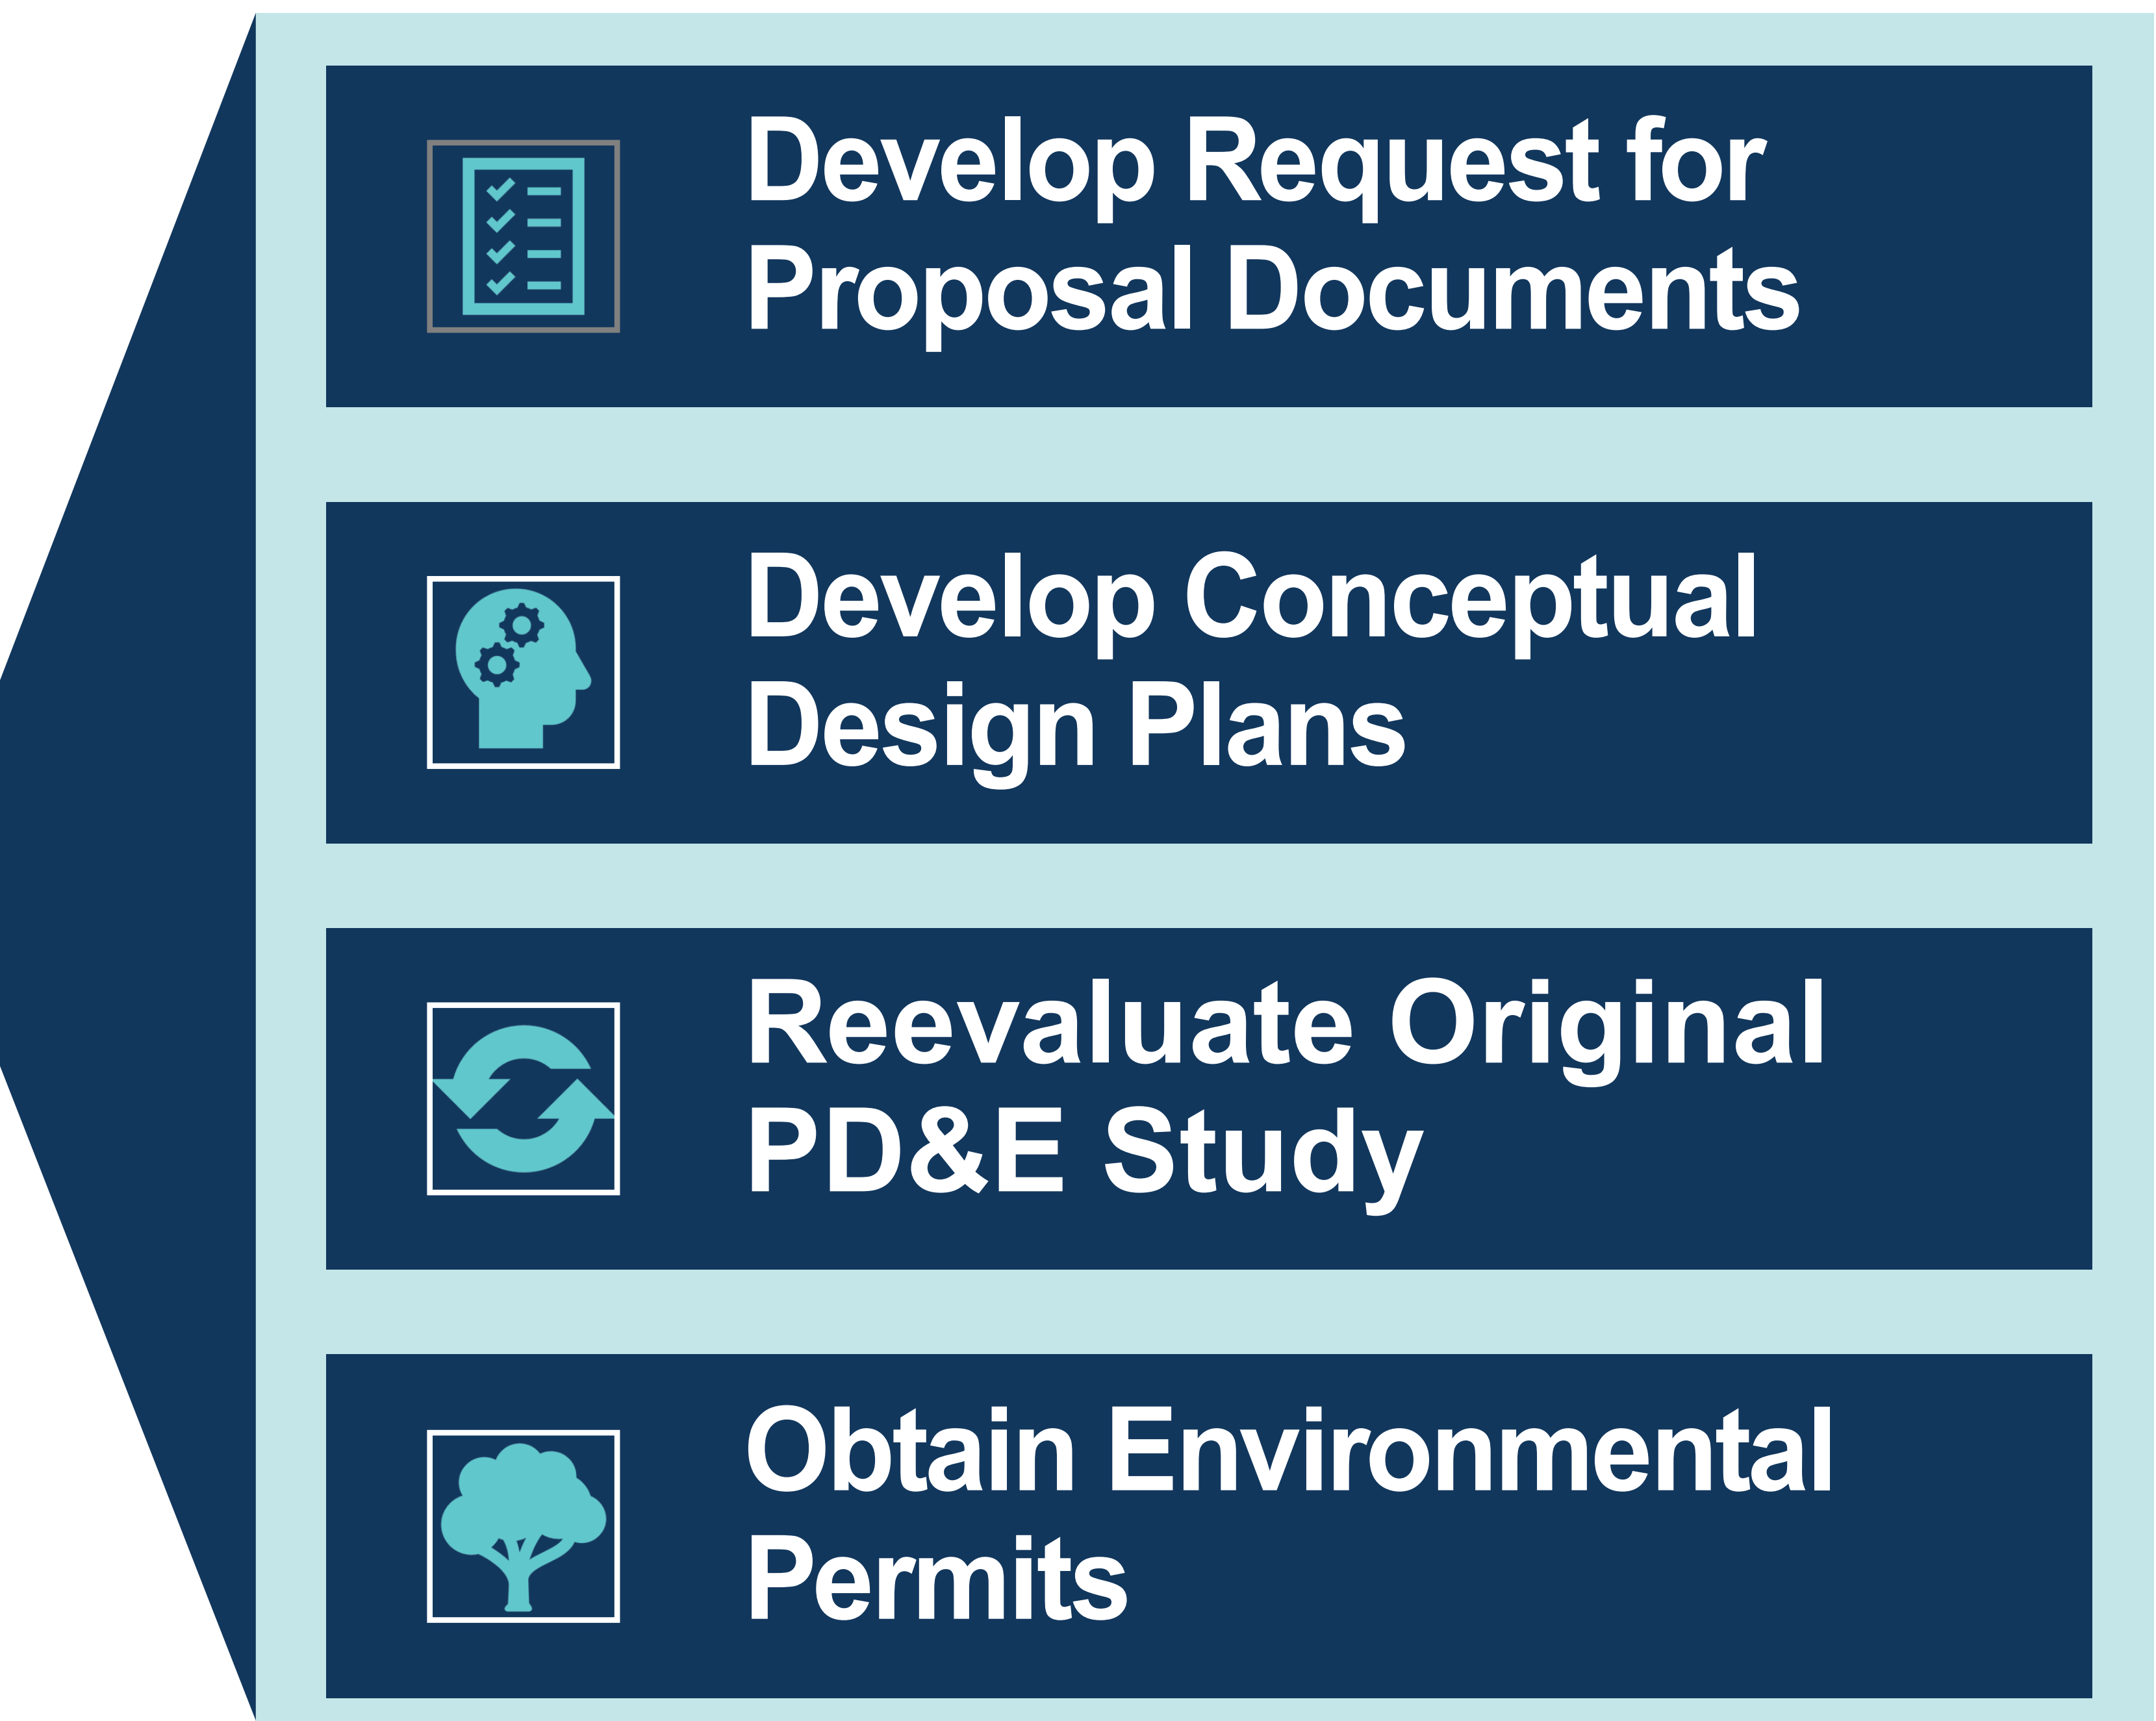 Develop Request for
Proposal Documents
Develop Conceptual
Design Plans
Reevaluate Original
PD&E Study
Obtain Environmental
Permits